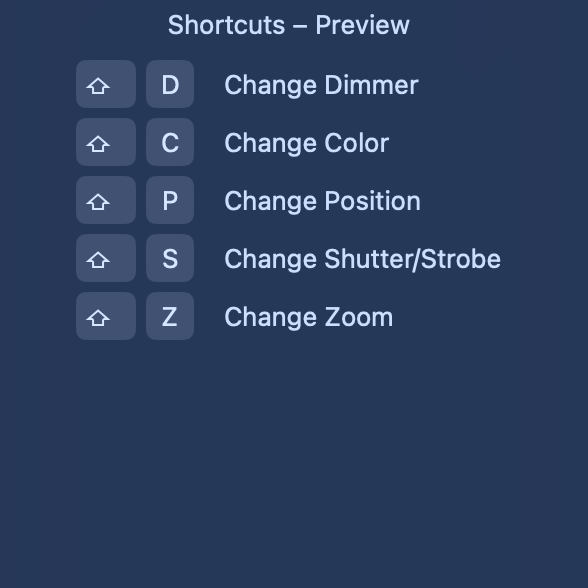 Shortcuts – Preview
⇧ D Change Dimmer
⇧ C Change Color
⇧ P Change Position
⇧ S Change Shutter/Strobe
⇧ Z Change Zoom